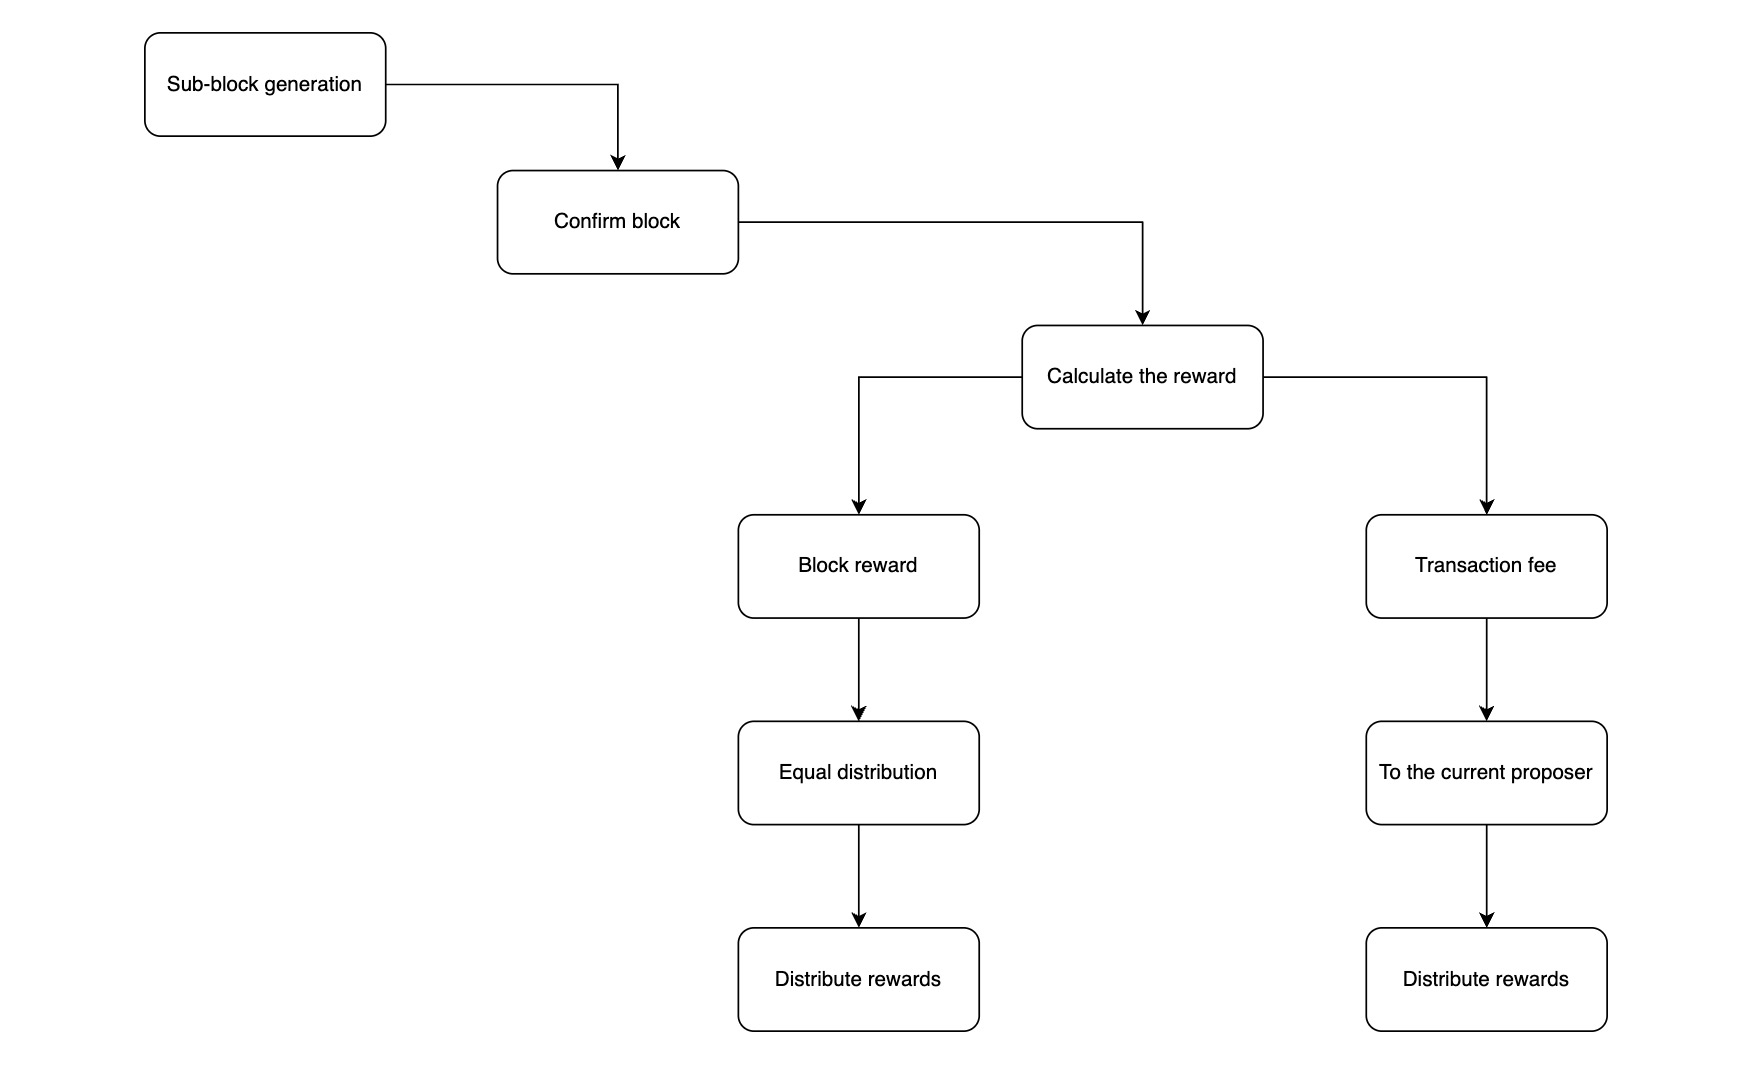 Sub-block generation
Confirm block
Calculate the reward
Block reward
Transaction fee
Equal distribution
To the current proposer
Distribute rewards
Distribute rewards